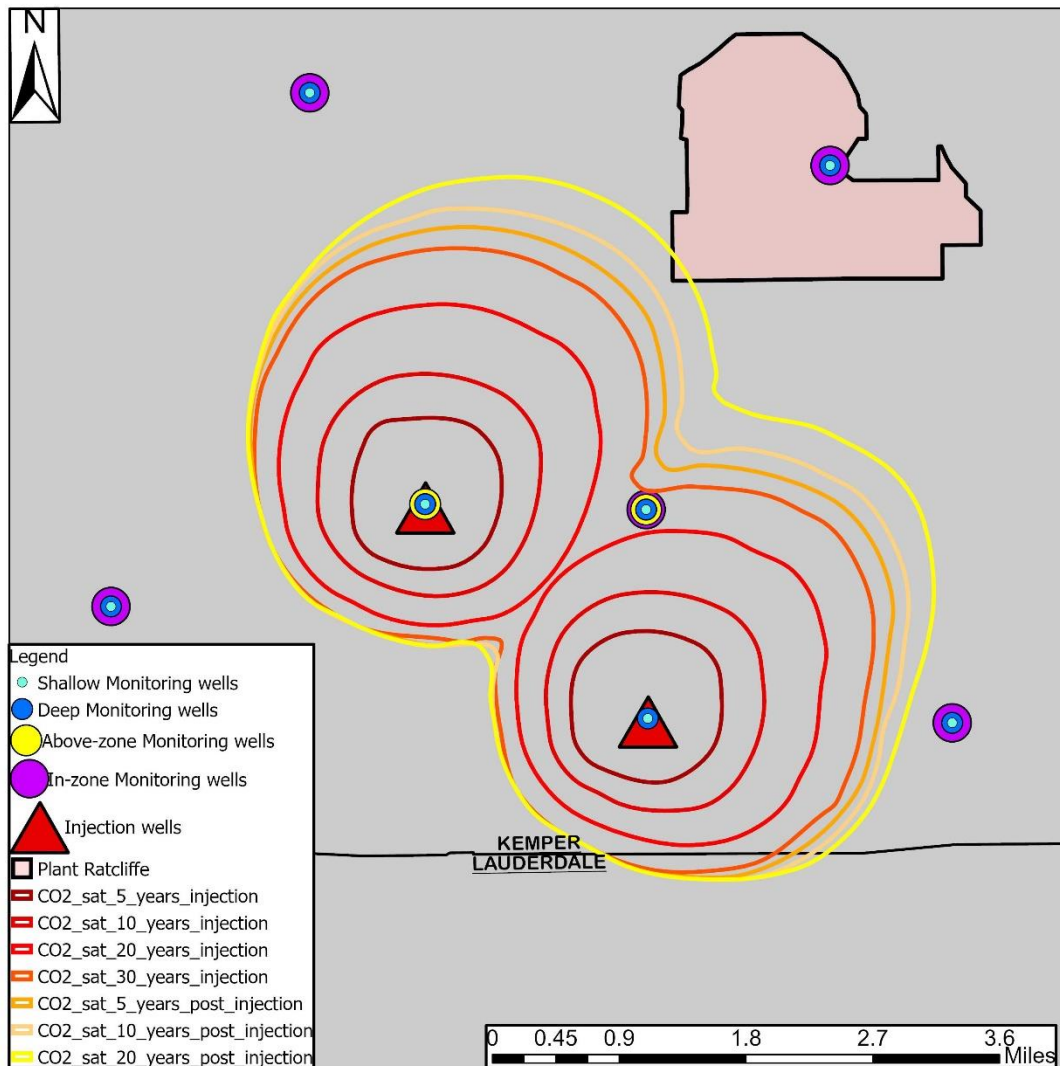 N
KEMPER
LAUDERDALE
Legend
Shallow Monitoring wells
Deep Monitoring wells
Above-zone Monitoring wells
In-zone Monitoring wells
Injection wells
Plant Ratcliffe
CO2_sat_5_years_injection
CO2_sat_10_years_injection
CO2_sat_20_years_injection
CO2_sat_30_years_injection
CO2_sat_5_years_post_injection
CO2_sat_10_years_post_injection
CO2_sat_20_years_post_injection
0 0.45 0.9 1.8 2.7 3.6
Miles